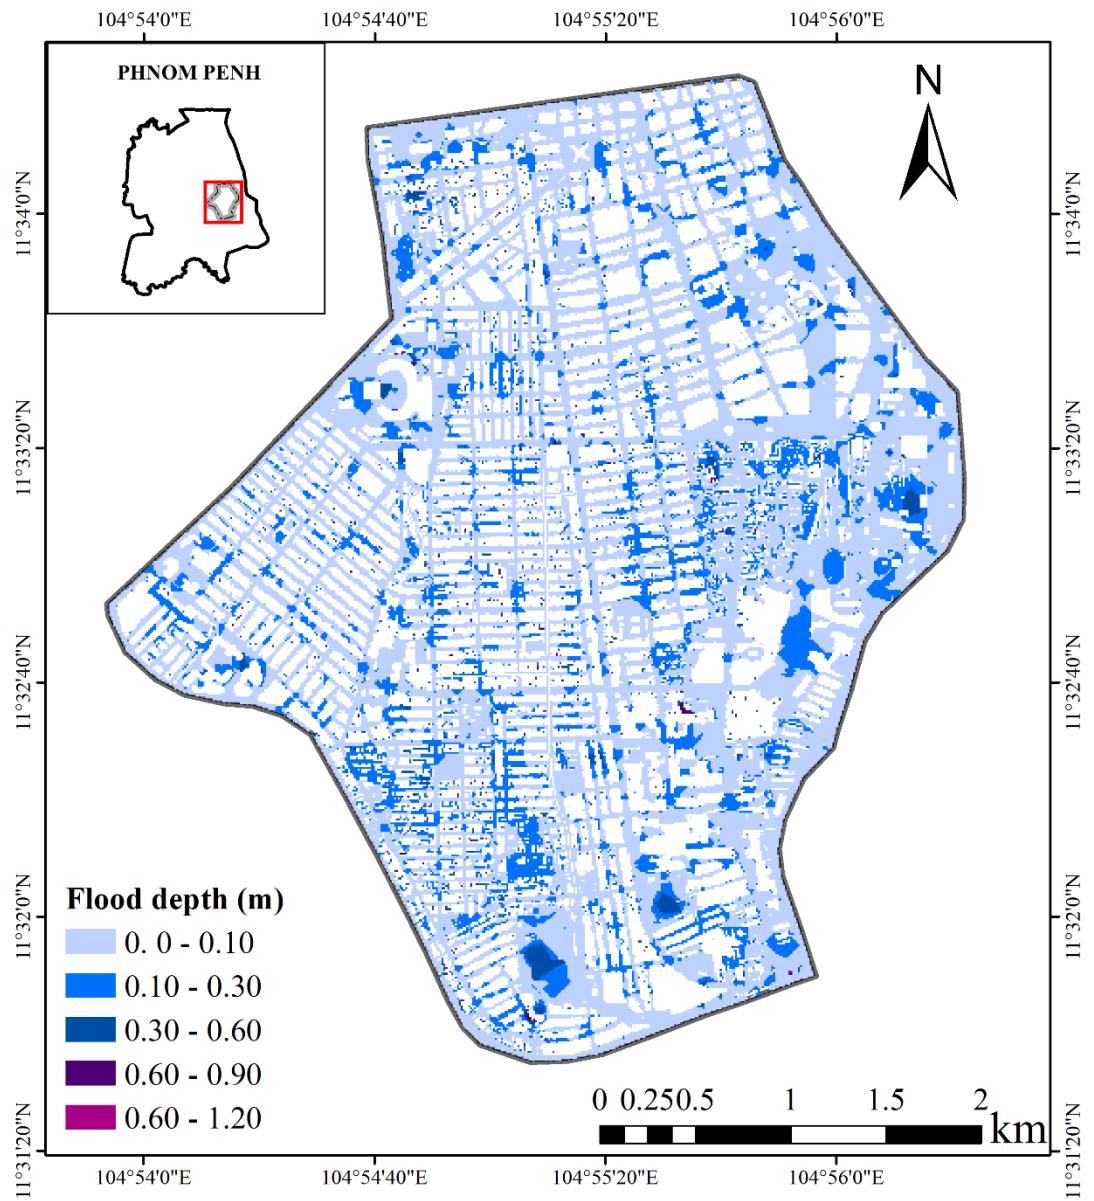 104°54'0"E 104°54'40"E 104°55'20"E 104°56'0"E
PHNOM PENH
N
11°34'0"N 11°34'0"N
11°33'20"N 11°33'20"N
11°32'40"N 11°32'40"N
Flood depth (m)
0. 0 - 0.10
11°32'0"N 11°32'0"N
0.10 - 0.30
0.30 - 0.60
0.60 - 0.90
0.60 - 1.20
0 0.250.5 1 1.5 2
km
11°31'20"N 11°31'20"N
104°54'0"E 104°54'40"E 104°55'20"E 104°56'0"E